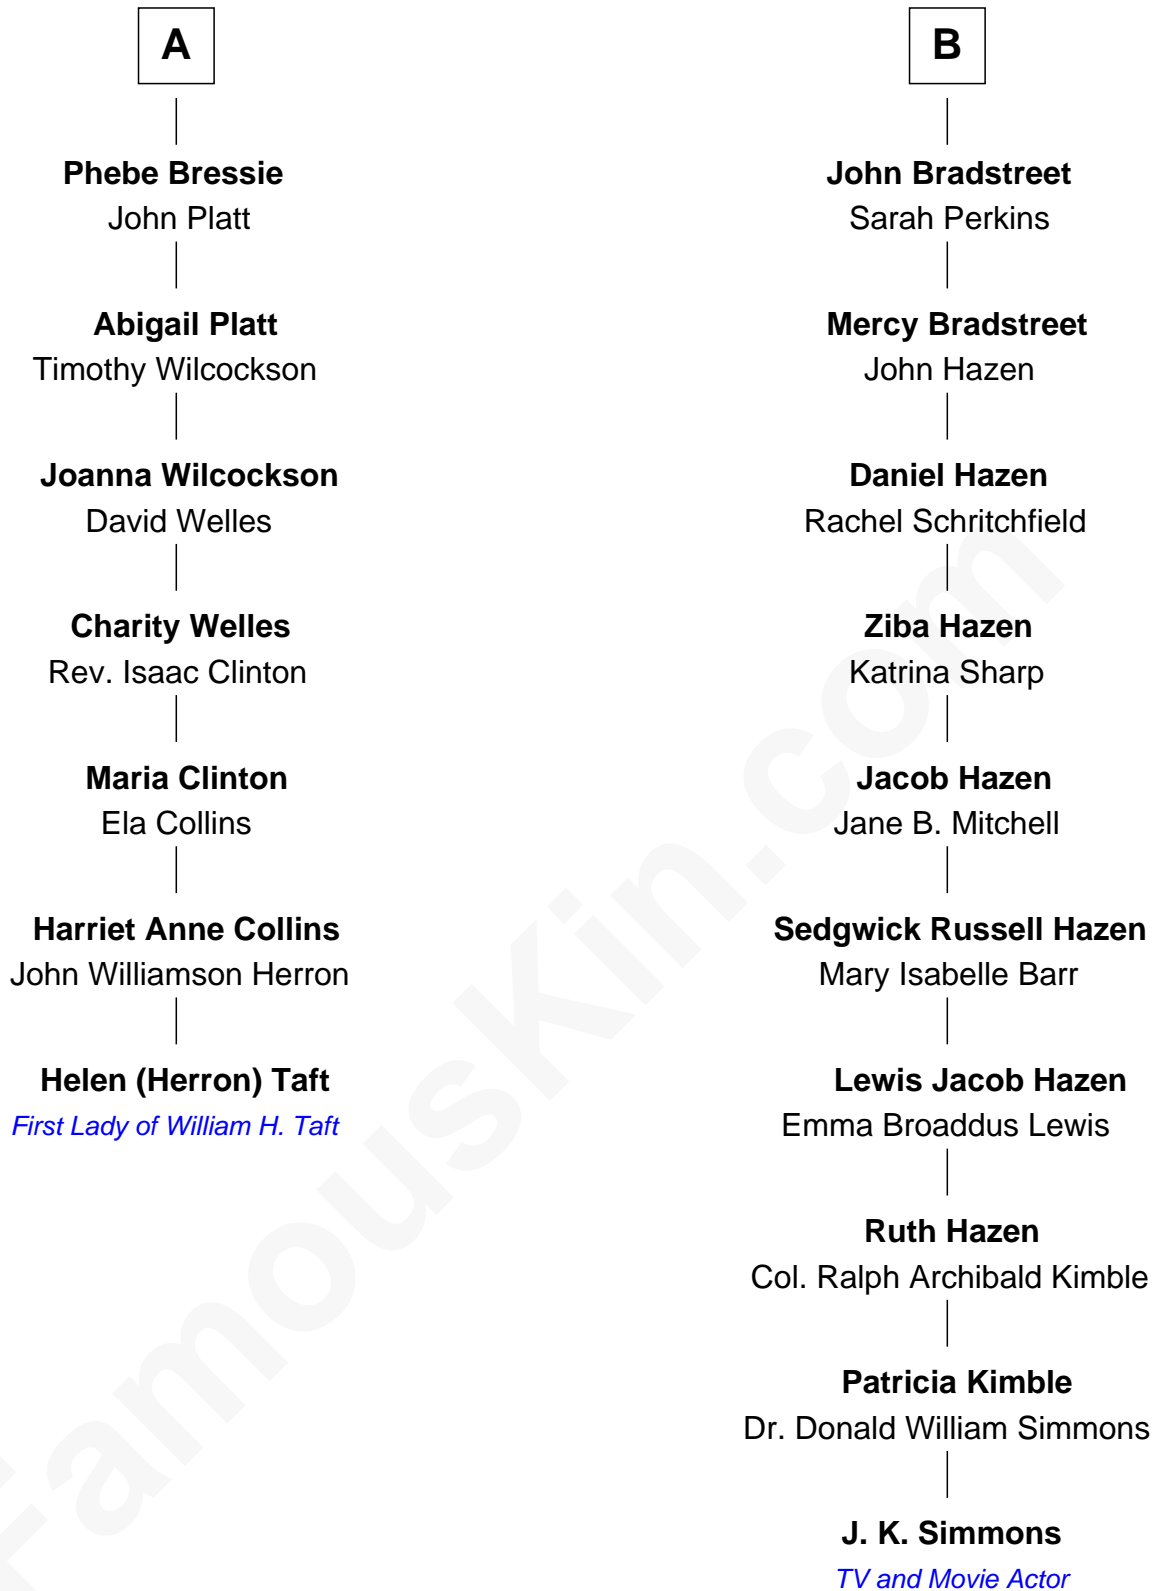 A
Phebe Bressie
John Platt
Abigail Platt
Timothy Wilcockson
Joanna Wilcockson
David Welles
Charity Welles
Rev. Isaac Clinton
Maria Clinton
Ela Collins
Harriet Anne Collins
John Williamson Herron
Helen (Herron) Taft
First Lady of William H. Taft
B
John Bradstreet
Sarah Perkins
Mercy Bradstreet
John Hazen
Daniel Hazen
Rachel Schritchfield
Ziba Hazen
Katrina Sharp
Jacob Hazen
Jane B. Mitchell
Sedgwick Russell Hazen
Mary Isabelle Barr
Lewis Jacob Hazen
Emma Broaddus Lewis
Ruth Hazen
Col. Ralph Archibald Kimble
Patricia Kimble
Dr. Donald William Simmons
J. K. Simmons
TV and Movie Actor
FamousKin.com